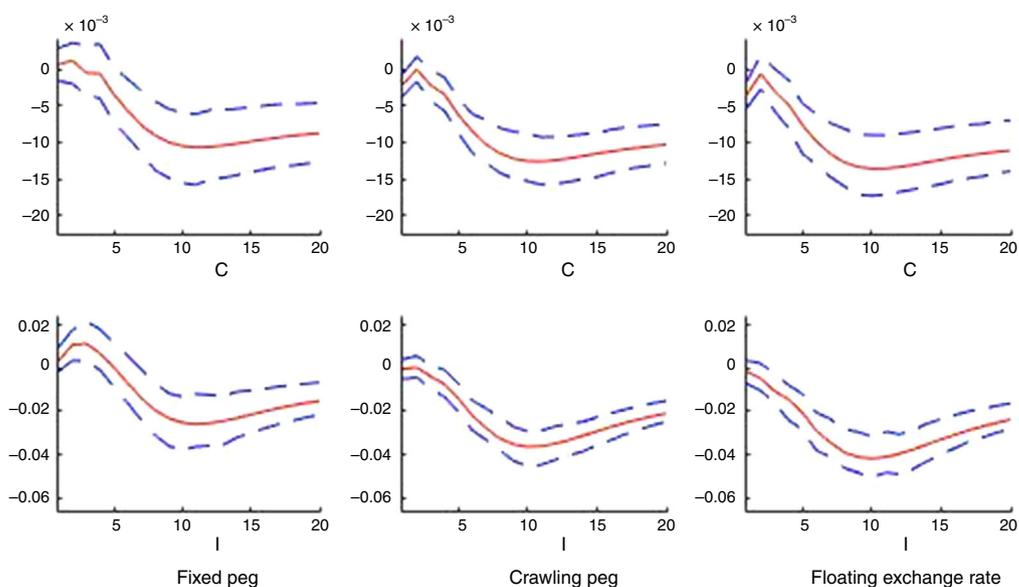 × 10⁻³ × 10⁻³ × 10⁻³
0 0 0
−5 −5 −5
−10 −10 −10
−15 −15 −15
−20 −20 −20
5 10 15 20 5 10 15 20 5 10 15 20
C C C
0.02 0.02 0.02
0 0 0
−0.02 −0.02 −0.02
−0.04 −0.04 −0.04
−0.06 −0.06 −0.06
5 10 15 20 5 10 15 20 5 10 15 20
I I I
Fixed peg Crawling peg Floating exchange rate